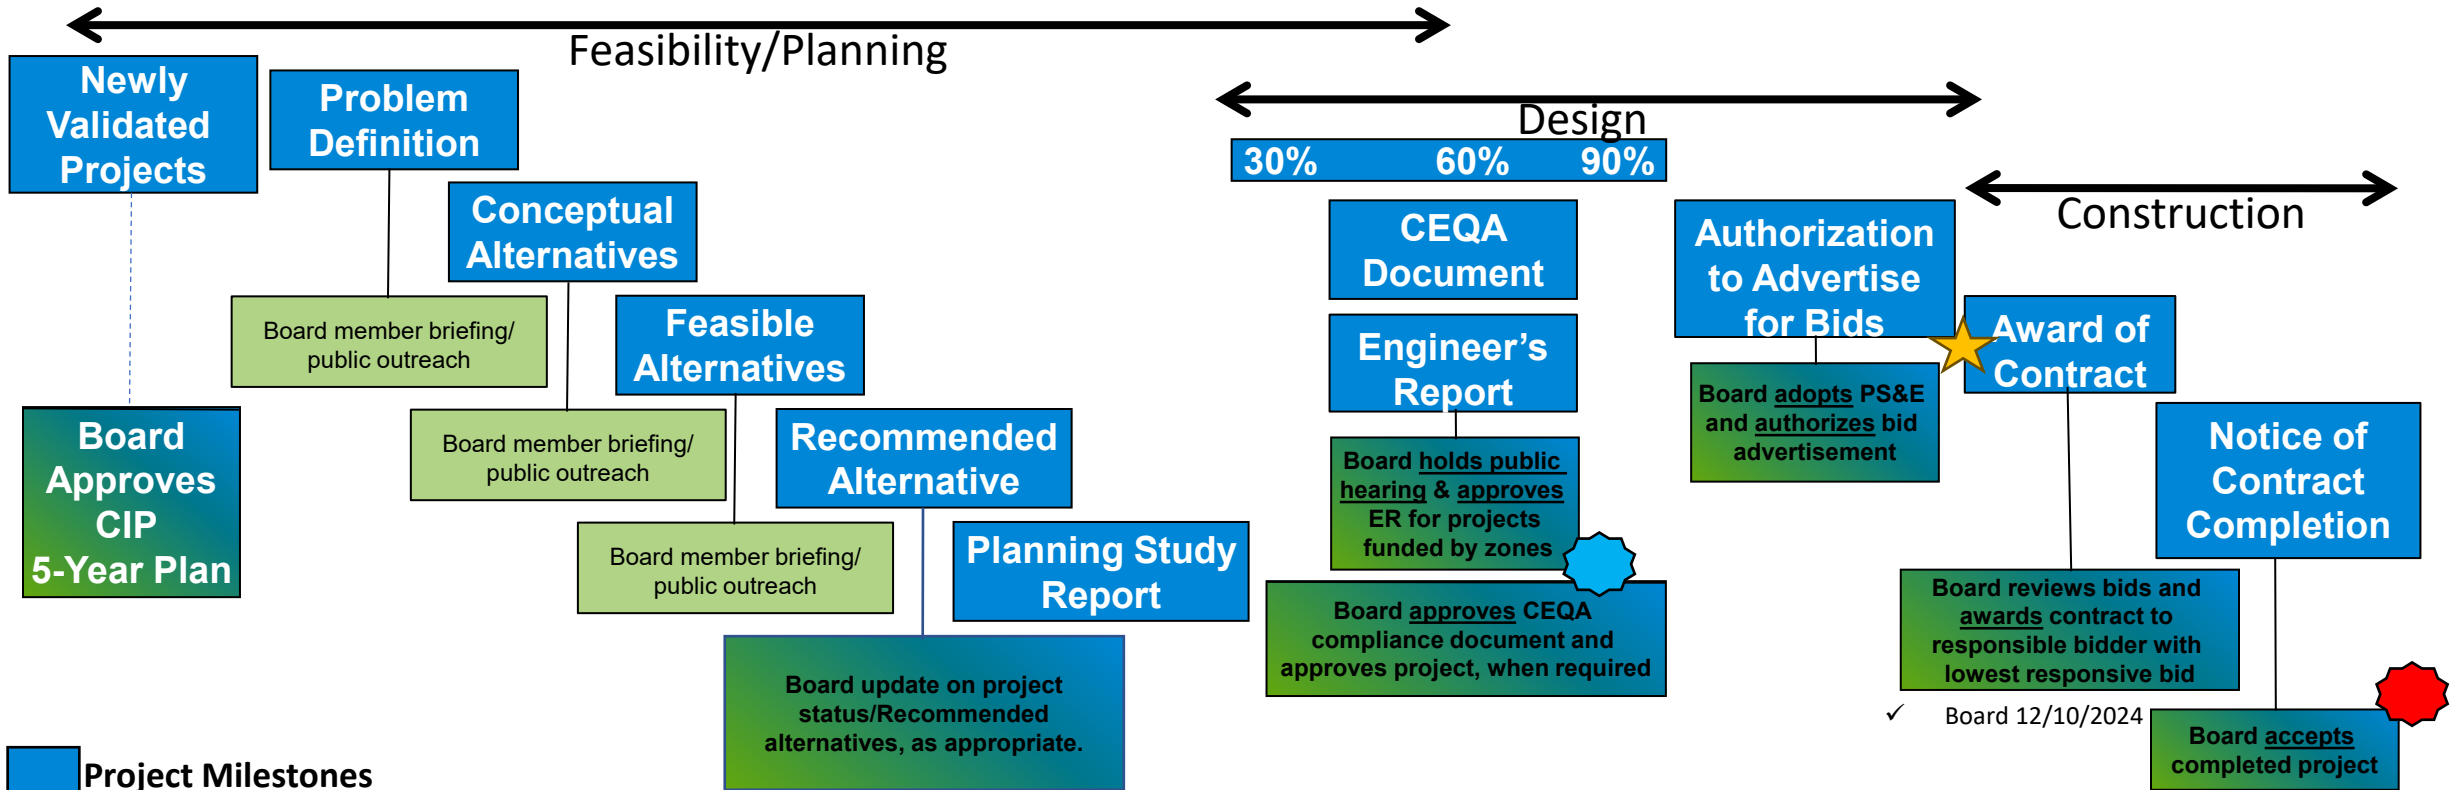 Feasibility/Planning
Newly
Validated
Projects
Problem
Definition
Conceptual
Alternatives
Board member briefing/
public outreach
Feasible
Alternatives
Board
Approves
CIP
5-Year Plan
Board member briefing/
public outreach
Recommended
Alternative
Board member briefing/
public outreach
Planning Study
Report
Board update on project
status/Recommended
alternatives, as appropriate.
Design
30% 60% 90%
CEQA
Document
Engineer’s
Report
Board holds public
hearing & approves
ER for projects
funded by zones
Board approves CEQA
compliance document and
approves project, when required
Authorization
to Advertise
for Bids
Board adopts PS&E
and authorizes bid
advertisement
Construction
Award of
Contract
Notice of
Contract
Completion
Board reviews bids and
awards contract to
responsible bidder with
lowest responsive bid
✓ Board 12/10/2024
Board accepts
completed project
Project Milestones